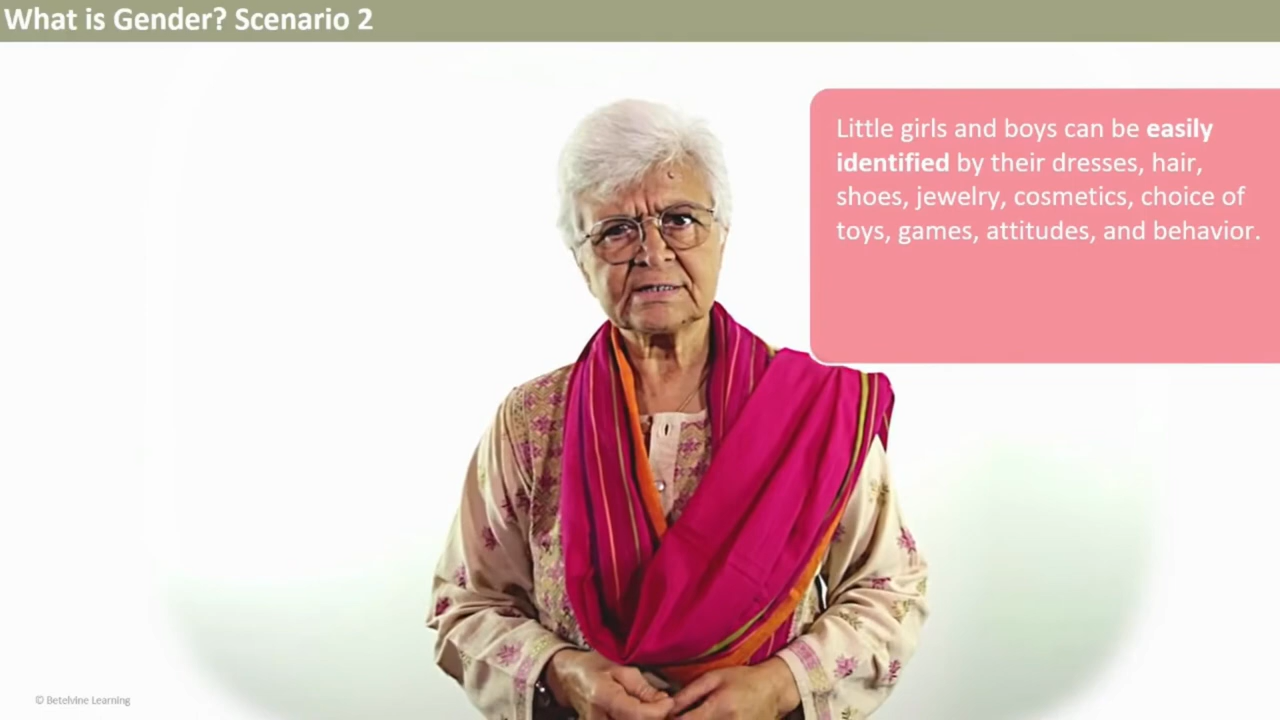 What is Gender? Scenario 2
Little girls and boys can be easily
identified by their dresses, hair,
shoes, jewelry, cosmetics, choice of
toys, games, attitudes, and behavior.
© Betelvine Learning